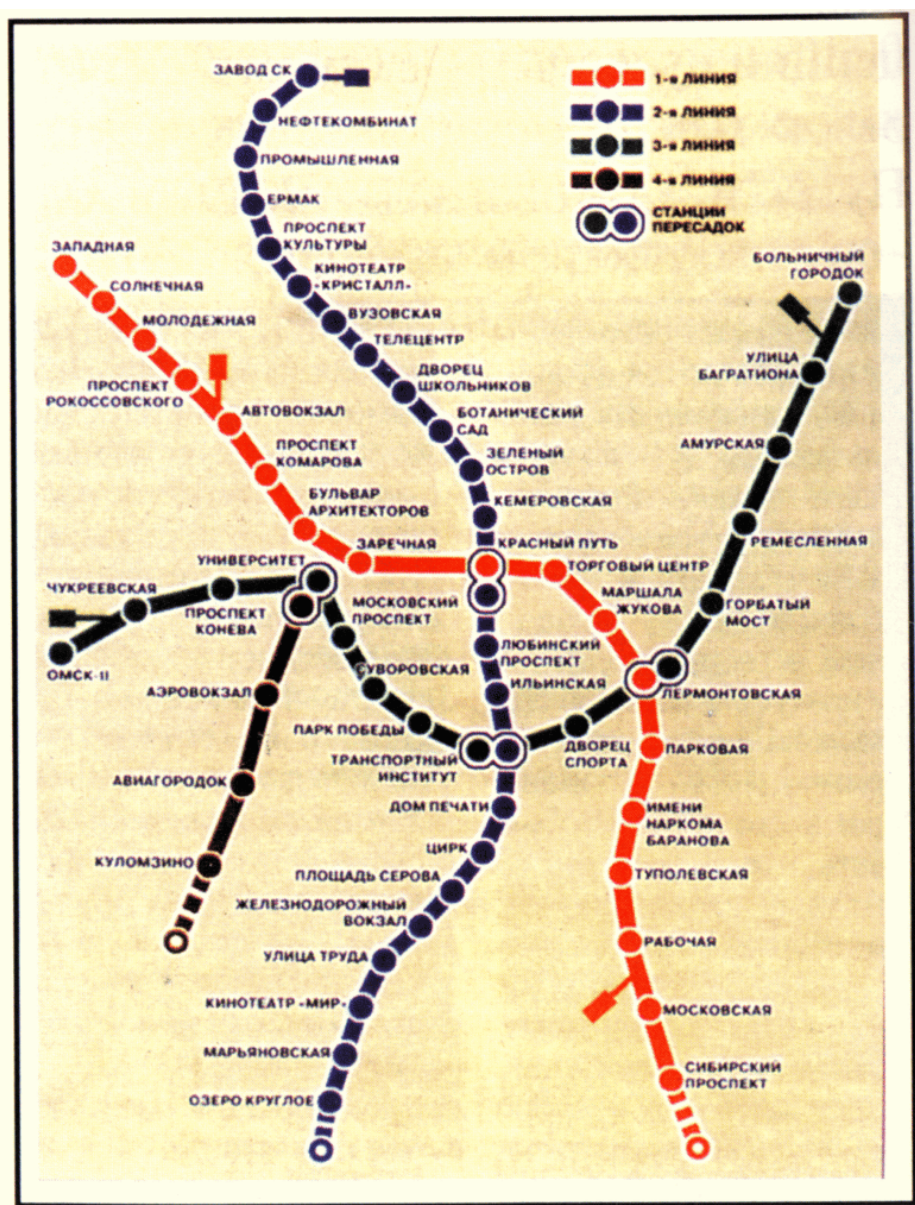 1-я ЛИНИЯ
2-я ЛИНИЯ
3-я ЛИНИЯ
4-я ЛИНИЯ
СТАНЦИИ
ПЕРЕСАДОК
ЗАВОД СК
НЕФТЕКОМБИНАТ
ПРОМЫШЛЕННАЯ
ЕРМАК
ПРОСПЕКТ
КУЛЬТУРЫ
КИНОТЕАТР
«КРИСТАЛЛ»
ВУЗОВСКАЯ
ТЕЛЕЦЕНТР
ДВОРЕЦ
ШКОЛЬНИКОВ
БОТАНИЧЕСКИЙ
САД
ЗЕЛЕНЫЙ
ОСТРОВ
КЕМЕРОВСКАЯ
КРАСНЫЙ ПУТЬ
ЗАПАДНАЯ
СОЛНЕЧНАЯ
МОЛОДЕЖНАЯ
ПРОСПЕКТ
РОКОССОВСКОГО
АВТОВОКЗАЛ
ПРОСПЕКТ
КОМАРОВА
БУЛЬВАР
АРХИТЕКТОРОВ
ЗАРЕЧНАЯ
ТОРГОВЫЙ ЦЕНТР
МАРШАЛА
ЖУКОВА
БОЛЬНИЧНЫЙ
ГОРОДОК
УЛИЦА
БАГРАТИОНА
АМУРСКАЯ
РЕМЕСЛЕННАЯ
ГОРБАТЫЙ
МОСТ
ЛЕРМОНТОВСКАЯ
УНИВЕРСИТЕТ
ЧУКРЕЕВСКАЯ
ПРОСПЕКТ
КОНЕВА
ОМСК-II
МОСКОВСКИЙ
ПРОСПЕКТ
СУВОРОВСКАЯ
ПАРК ПОБЕДЫ
ТРАНСПОРТНЫЙ
ИНСТИТУТ
ЛЮБИНСКИЙ
ПРОСПЕКТ
ИЛЬИНСКАЯ
ДВОРЕЦ
СПОРТА
АЭРОВОКЗАЛ
АВИАГОРОДОК
КУЛОМЗИНО
ДОМ ПЕЧАТИ
ЦИРК
ПЛОЩАДЬ СЕРОВА
ЖЕЛЕЗНОДОРОЖНЫЙ
ВОКЗАЛ
УЛИЦА ТРУДА
КИНОТЕАТР «МИР»
МАРЬЯНОВСКАЯ
ОЗЕРО КРУГЛОЕ
ПАРКОВАЯ
ИМЕНИ
НАРКОМА
БАРАНОВА
ТУПОЛЕВСКАЯ
РАБОЧАЯ
МОСКОВСКАЯ
СИБИРСКИЙ
ПРОСПЕКТ